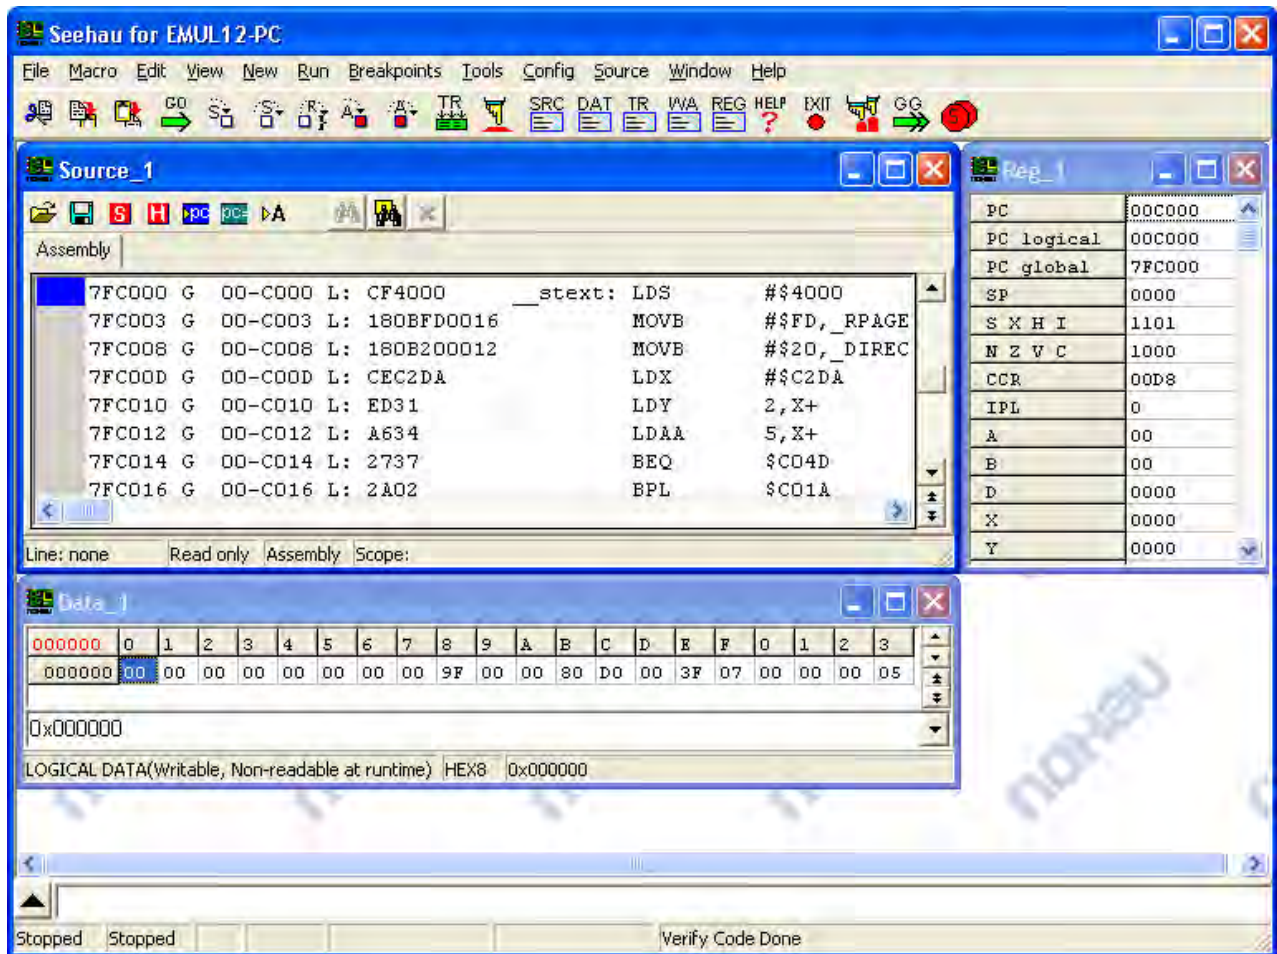 Seehau for EMUL12-PC
File Macro Edit View New Run Breakpoints Tools Config Source Window Help
GO S R A A TR SRC DAT TR WA REG HELP EXIT GG S
Source_1
S H PC PC= A
Assembly
7FC000 G 00-C000 L: CF4000 __stext: LDS #$4000
7FC003 G 00-C003 L: 180BFD0016 MOVB #$FD,_RPAGE
7FC008 G 00-C008 L: 180B200012 MOVB #$20,_DIREC
7FC00D G 00-C00D L: CEC2DA LDX #$C2DA
7FC010 G 00-C010 L: ED31 LDY 2,X+
7FC012 G 00-C012 L: A634 LDAA 5,X+
7FC014 G 00-C014 L: 2737 BEQ $C04D
7FC016 G 00-C016 L: 2A02 BPL $C01A
Line: none Read only Assembly Scope:
Reg_1
PC 00C000
PC logical 00C000
PC global 7FC000
SP 0000
S X H I 1101
N Z V C 1000
CCR 00D8
IPL 0
A 00
B 00
D 0000
X 0000
Y 0000
Data_1
000000 0 1 2 3 4 5 6 7 8 9 A B C D E F 0 1 2 3
000000 00 00 00 00 00 00 00 00 9F 00 00 80 D0 00 3F 07 00 00 00 05
0x000000
LOGICAL DATA(Writable, Non-readable at runtime) HEX8 0x000000
nohau
Stopped Stopped Verify Code Done